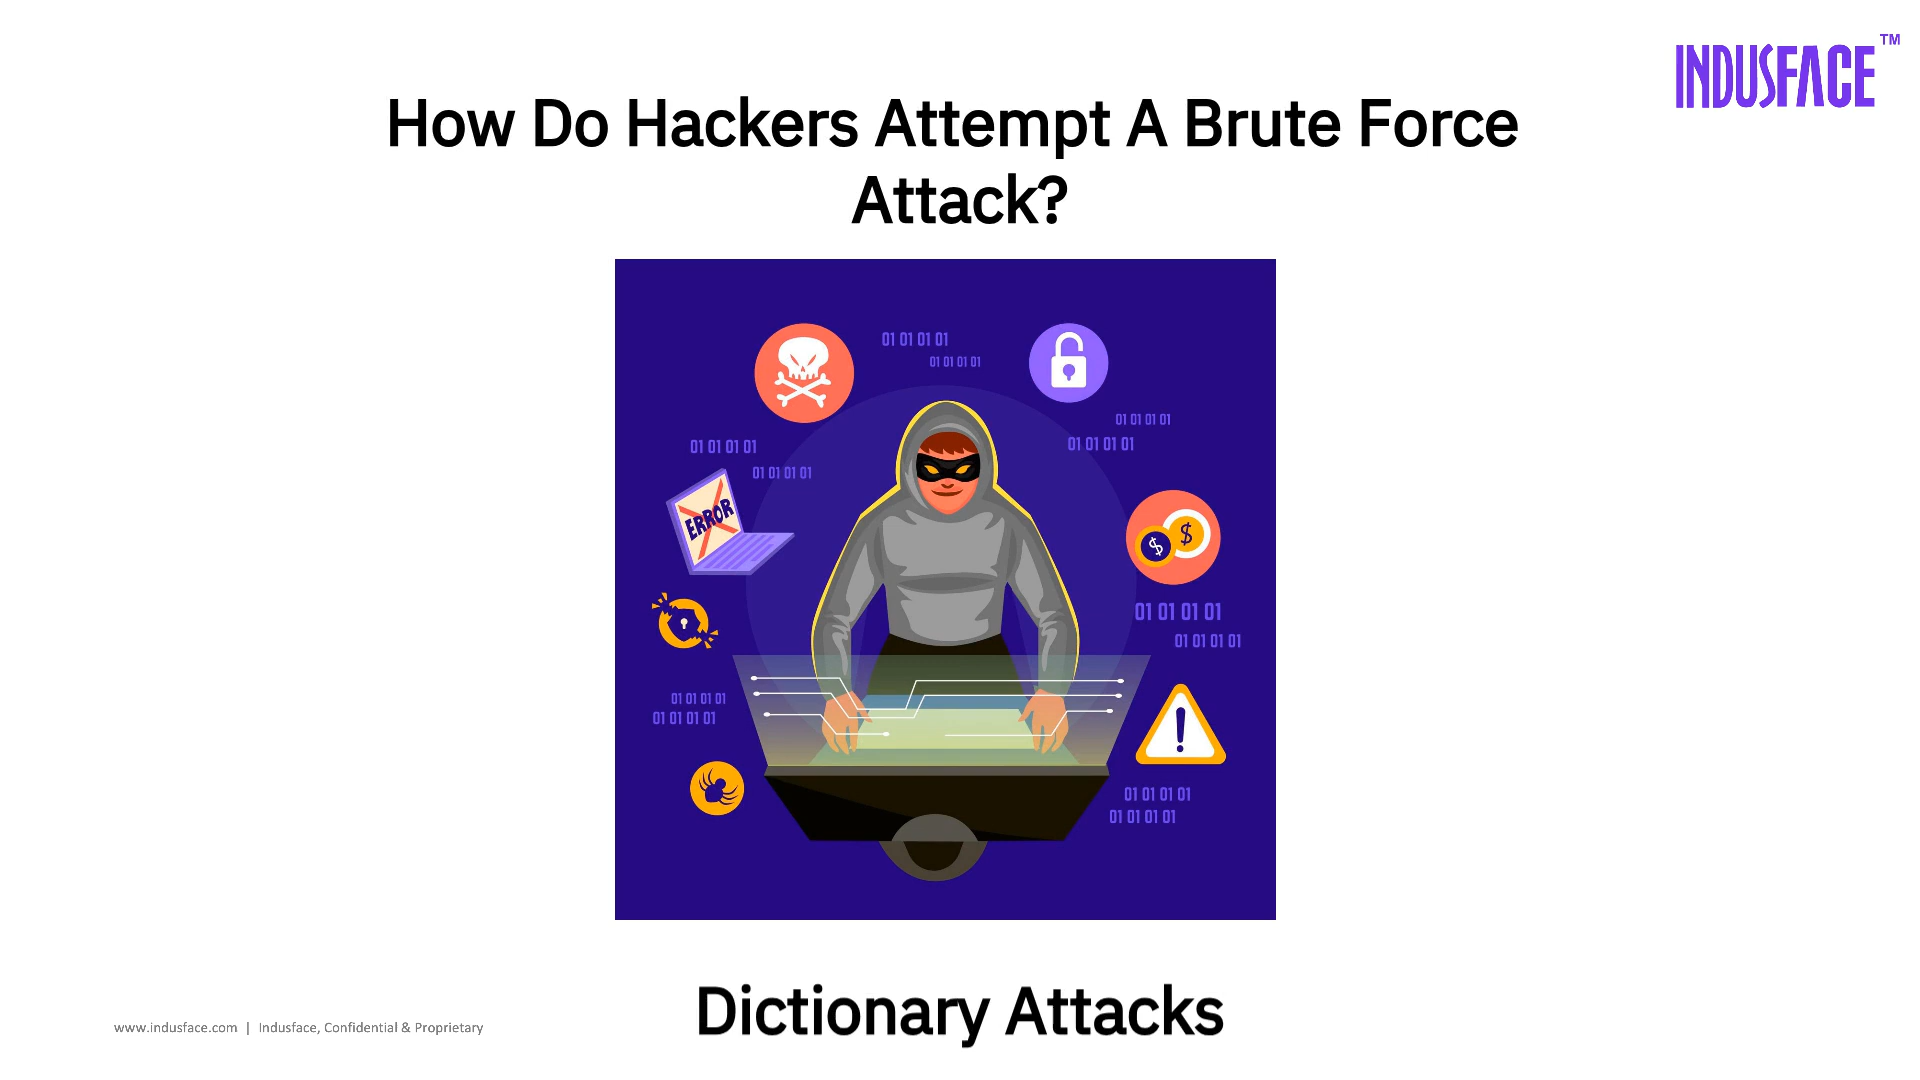 INDUSFACE™
How Do Hackers Attempt A Brute Force
Attack?
01 01 01 01
01 01 01 01
01 01 01 01
01 01 01 01
01 01 01 01
01 01 01 01
ERROR
$ $
01 01 01 01
01 01 01 01
01 01 01 01
01 01 01 01
01 01 01 01
01 01 01 01
Dictionary Attacks
www.indusface.com | Indusface, Confidential & Proprietary